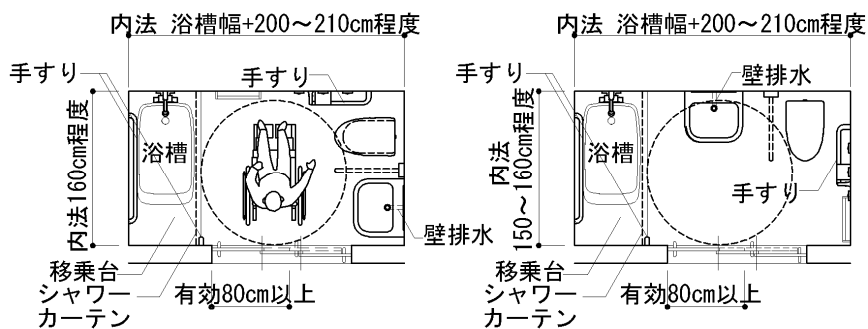 内法 浴槽幅+200～210cm程度
手すり
手すり
浴槽
内法160cm程度
壁排水
移乗台
シャワー
カーテン
有効80cm以上
内法 浴槽幅+200～210cm程度
手すり
壁排水
浴槽
内法
150～160cm程度
手すり
移乗台
シャワー
カーテン
有効80cm以上